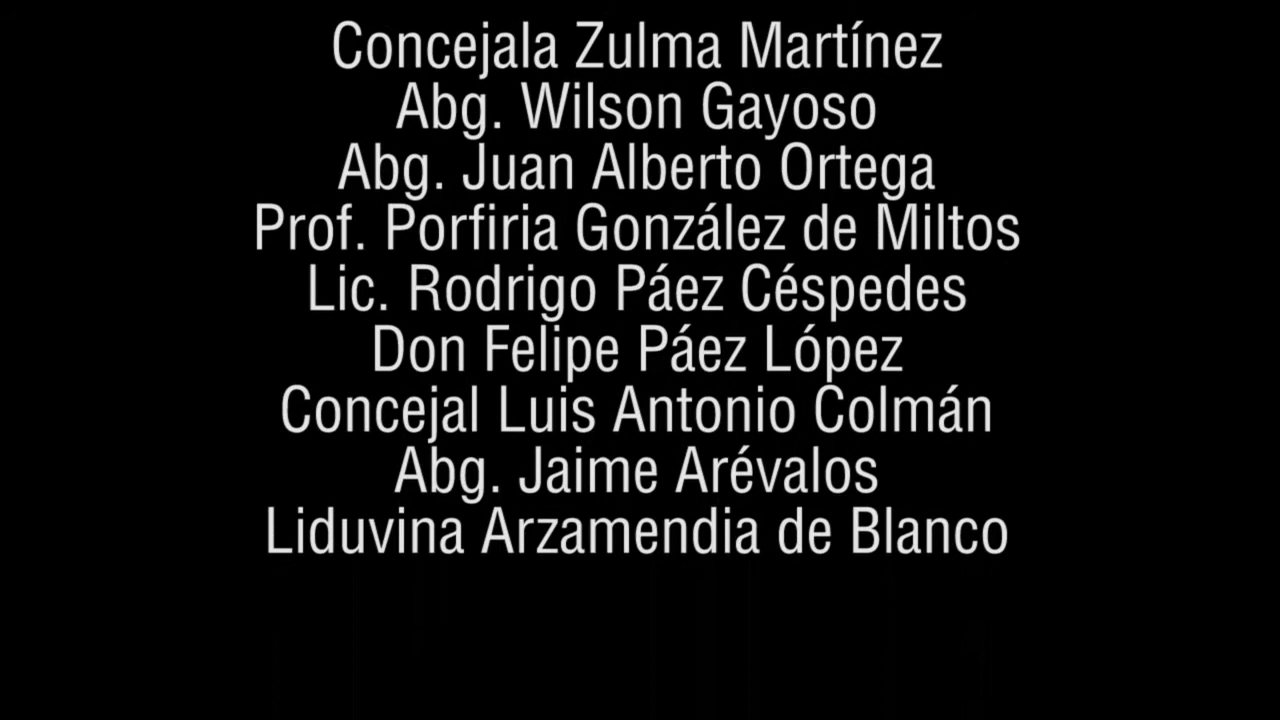 Concejala Zulma Martínez
Abg. Wilson Gayoso
Abg. Juan Alberto Ortega
Prof. Porfiria González de Miltos
Lic. Rodrigo Páez Céspedes
Don Felipe Páez López
Concejal Luis Antonio Colmán
Abg. Jaime Arévalos
Liduvina Arzamendia de Blanco